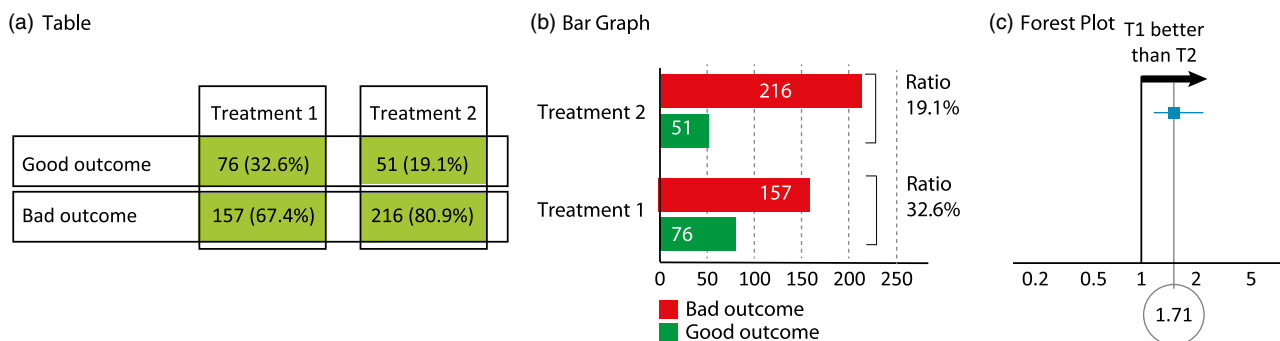 (a) Table
Treatment 1 Treatment 2
Good outcome 76 (32.6%) 51 (19.1%)
Bad outcome 157 (67.4%) 216 (80.9%)
(b) Bar Graph
Treatment 2
216
51
Ratio
19.1%
Treatment 1
157
76
Ratio
32.6%
0 50 100 150 200 250
Bad outcome
Good outcome
(c) Forest Plot
T1 better
than T2
0.2 0.5 1 2 5
1.71